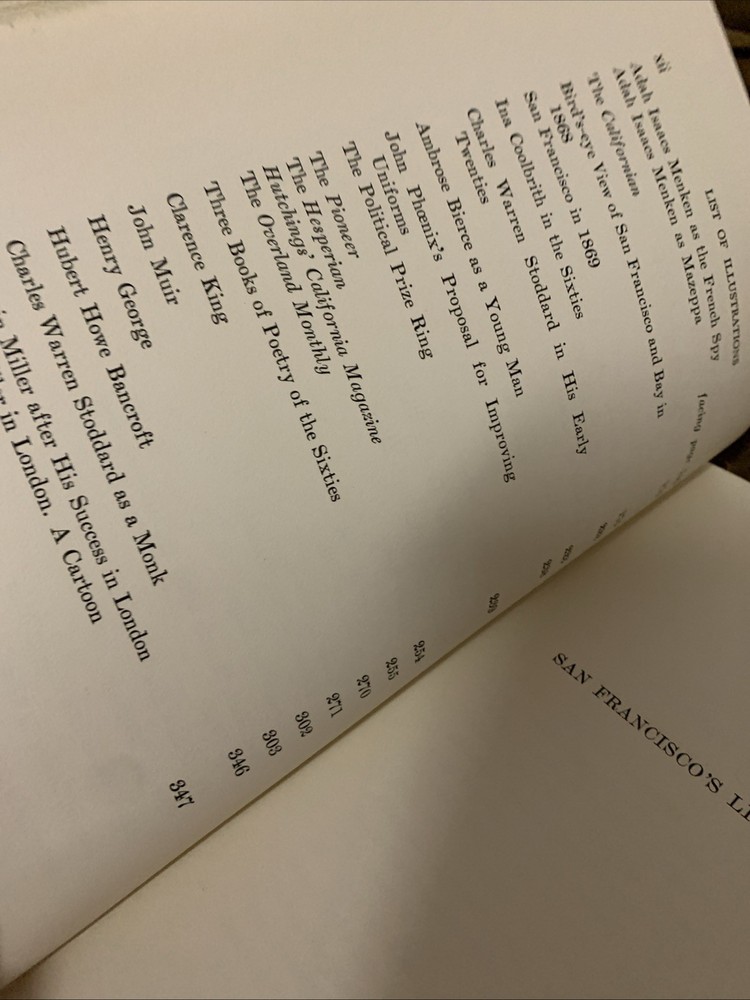 xii
LIST OF ILLUSTRATIONS
facing
Adah Isaacs Menken as the French Spy
Adah Isaacs Menken as Mazeppa
The Californian
Bird's-eye View of San Francisco and Bay in
1868
San Francisco in 1869
Ina Coolbrith in the Sixties
Charles Warren Stoddard in His Early
Twenties
Ambrose Bierce as a Young Man
John Phœnix's Proposal for Improving
Uniforms
The Political Prize Ring
The Pioneer
The Hesperian
Hutchings' California Magazine
The Overland Monthly 254
Three Books of Poetry of the Sixties 255
Clarence King 270
John Muir 271
Henry George 302
Hubert Howe Bancroft 303
Charles Warren Stoddard as a Monk 346
Miller after His Success in London 347
in London. A Cartoon
SAN FRANCISCO'S